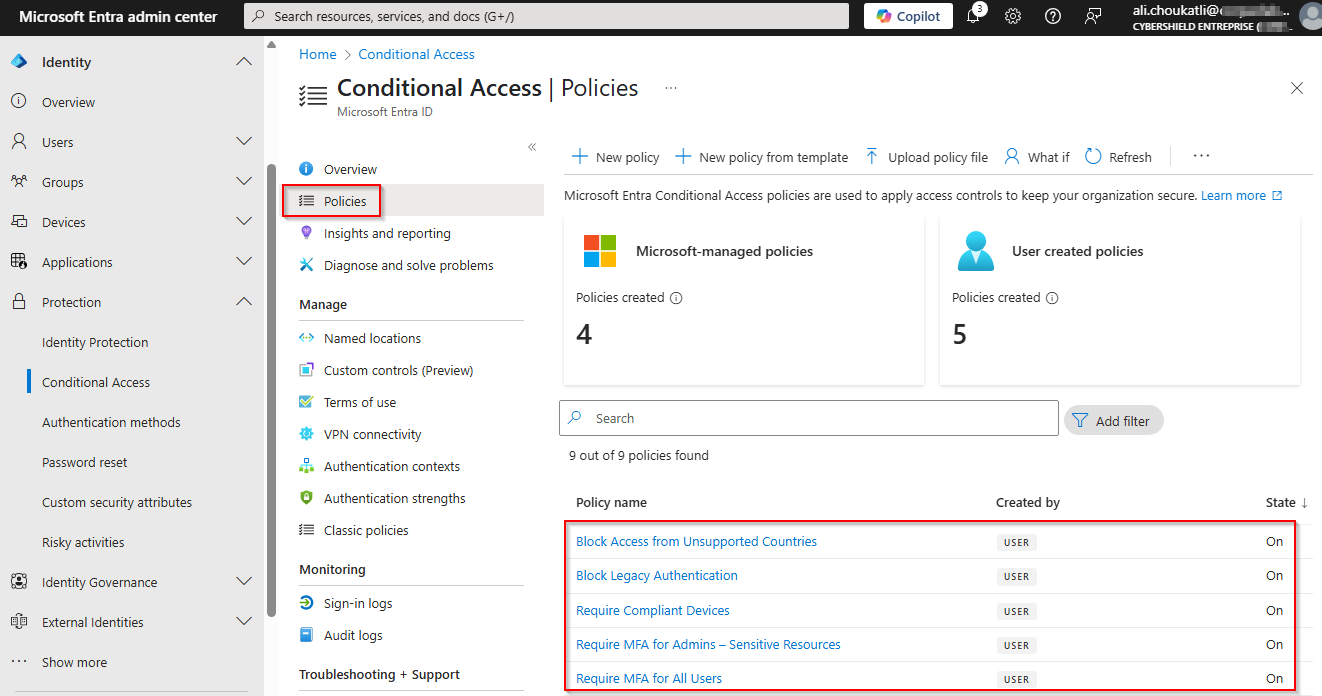 Microsoft Entra admin center
Search resources, services, and docs (G+/)
Copilot
3
ali.choukatli@
CYBERSHIELD ENTREPRISE (
Identity
Overview
Users
Groups
Devices
Applications
Protection
Identity Protection
Conditional Access
Authentication methods
Password reset
Custom security attributes
Risky activities
Identity Governance
External Identities
Show more
Home > Conditional Access
Conditional Access | Policies ...
Microsoft Entra ID
«
Overview
Policies
Insights and reporting
Diagnose and solve problems
Manage
Named locations
Custom controls (Preview)
Terms of use
VPN connectivity
Authentication contexts
Authentication strengths
Classic policies
Monitoring
Sign-in logs
Audit logs
Troubleshooting + Support
New policy New policy from template Upload policy file What if Refresh ...
Microsoft Entra Conditional Access policies are used to apply access controls to keep your organization secure. Learn more
Microsoft-managed policies
Policies created
4
User created policies
Policies created
5
Search
Add filter
9 out of 9 policies found
Policy name Created by State ↓
Block Access from Unsupported Countries USER On
Block Legacy Authentication USER On
Require Compliant Devices USER On
Require MFA for Admins – Sensitive Resources USER On
Require MFA for All Users USER On